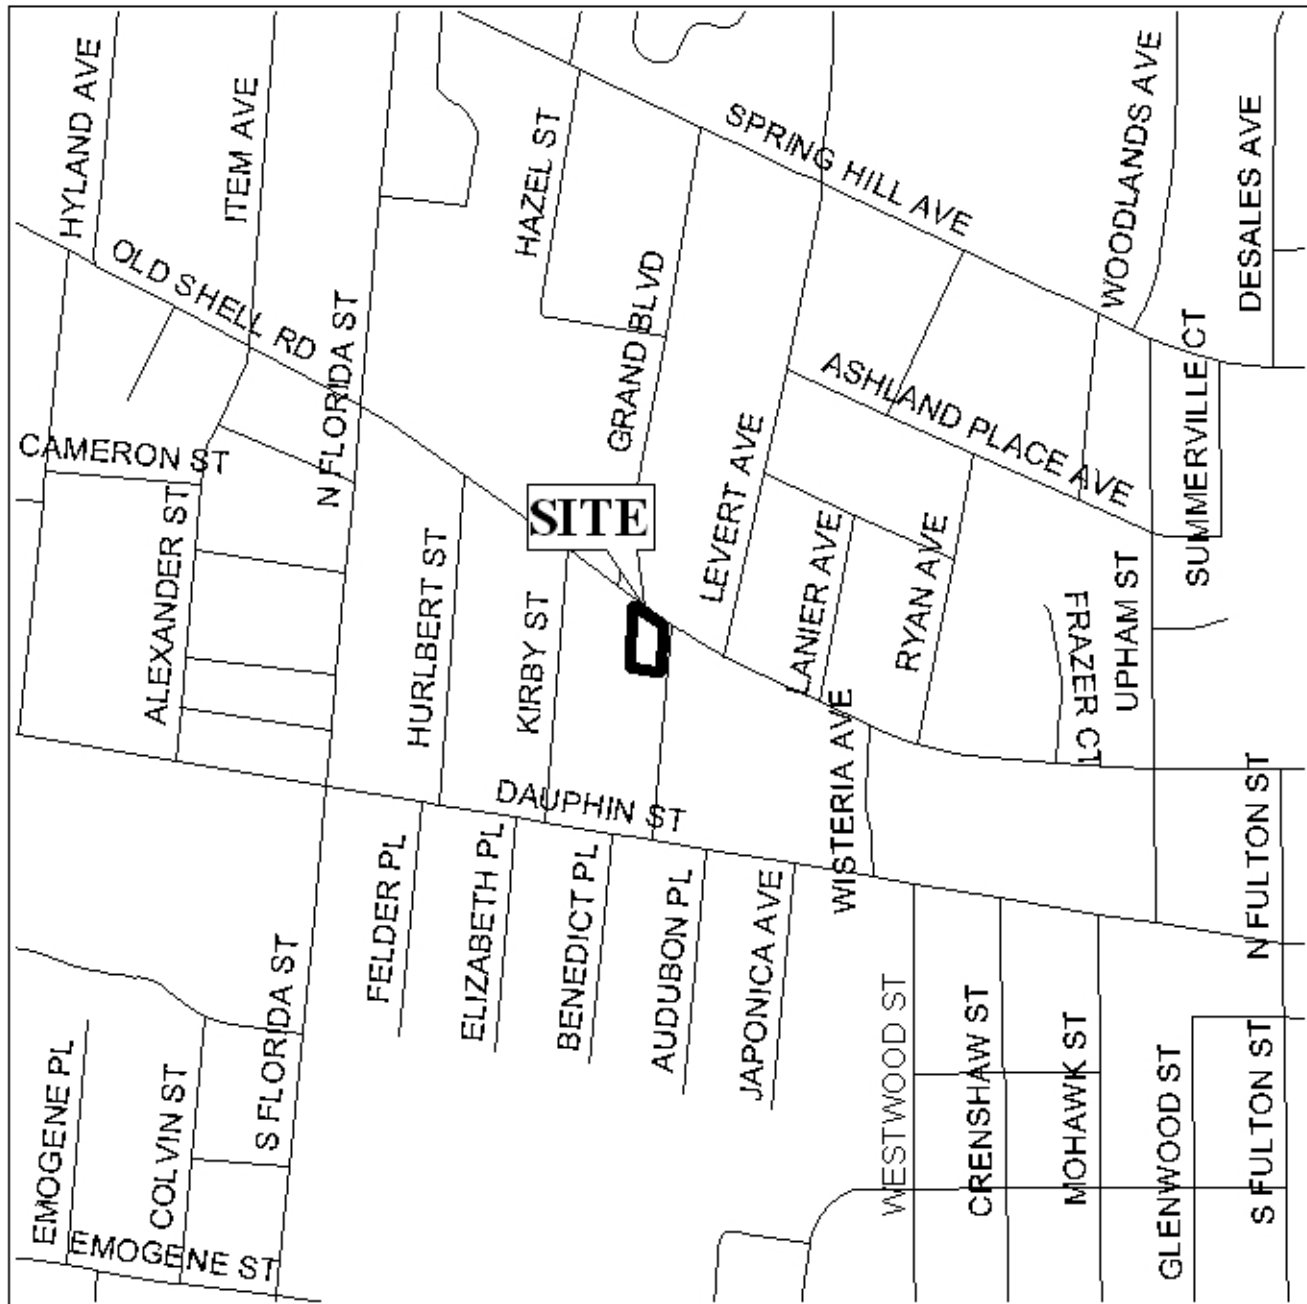 HYLAND AVE
ITEM AVE
HAZEL ST
SPRING HILL AVE
WOODLANDS AVE
DESALES AVE
OLD SHELL RD
N FLORIDA ST
GRAND BLVD
ASHLAND PLACE AVE
SUMMERVILLE CT
CAMERON ST
ALEXANDER ST
HURLBERT ST
SITE
KIRBY ST
LEVERT AVE
LANIER AVE
RYAN AVE
FRAZER CT
UPHAM ST
WISTERIA AVE
DAUPHIN ST
N FULTON ST
FELDER PL
ELIZABETH PL
BENEDICT PL
AUDUBON PL
JAPONICA AVE
WESTWOOD ST
CRENSHAW ST
MOHAWK ST
GLENWOOD ST
S FULTON ST
S FLORIDA ST
EMOGENE PL
COLVIN ST
EMOGENE ST